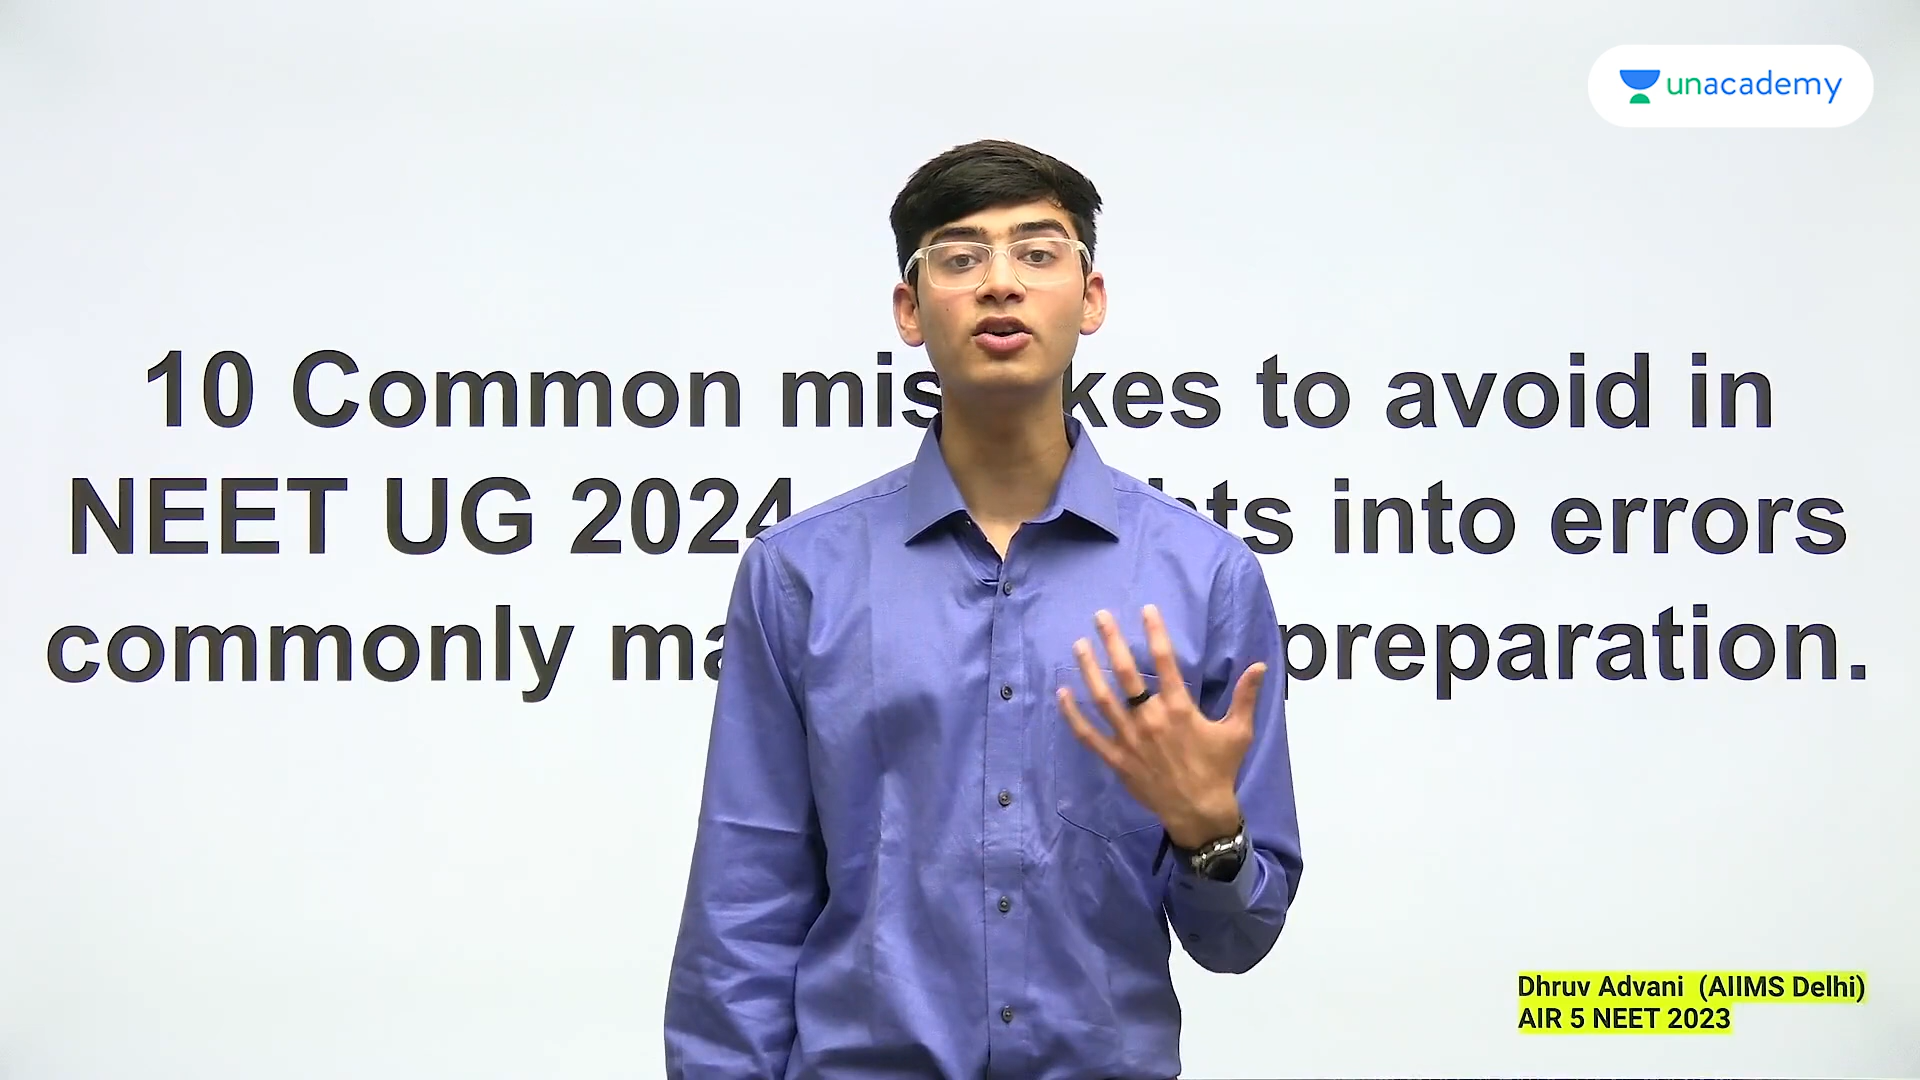 unacademy
10 Common mis kes to avoid in
NEET UG 2024 hts into errors
commonly ma preparation.
Dhruv Advani (AIIMS Delhi)
AIR 5 NEET 2023